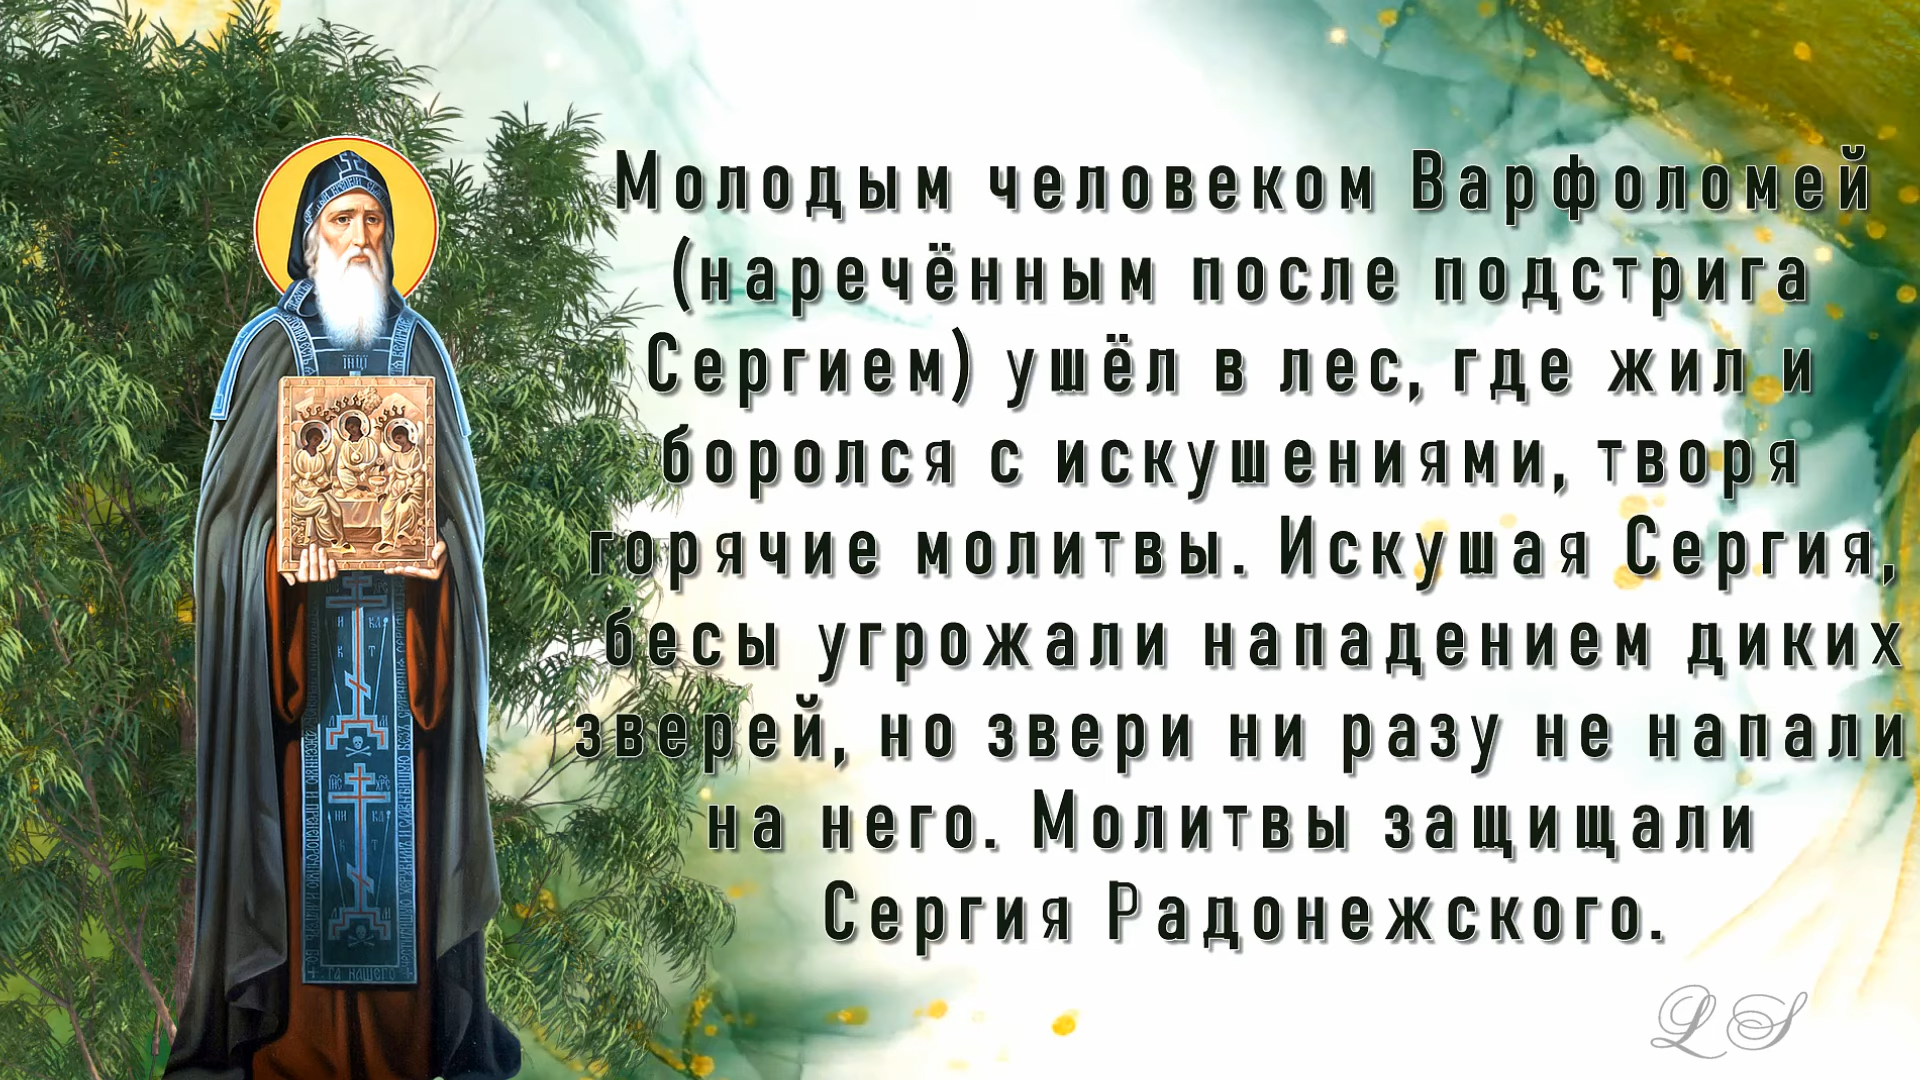 Молодым человеком Варфоломей
(наречённым после подстрига
Сергием) ушёл в лес, где жил и
боролся с искушениями, творя
горячие молитвы. Искушая Сергия,
бесы угрожали нападением диких
зверей, но звери ни разу не напали
на него. Молитвы защищали
Сергия Радонежского.
LS